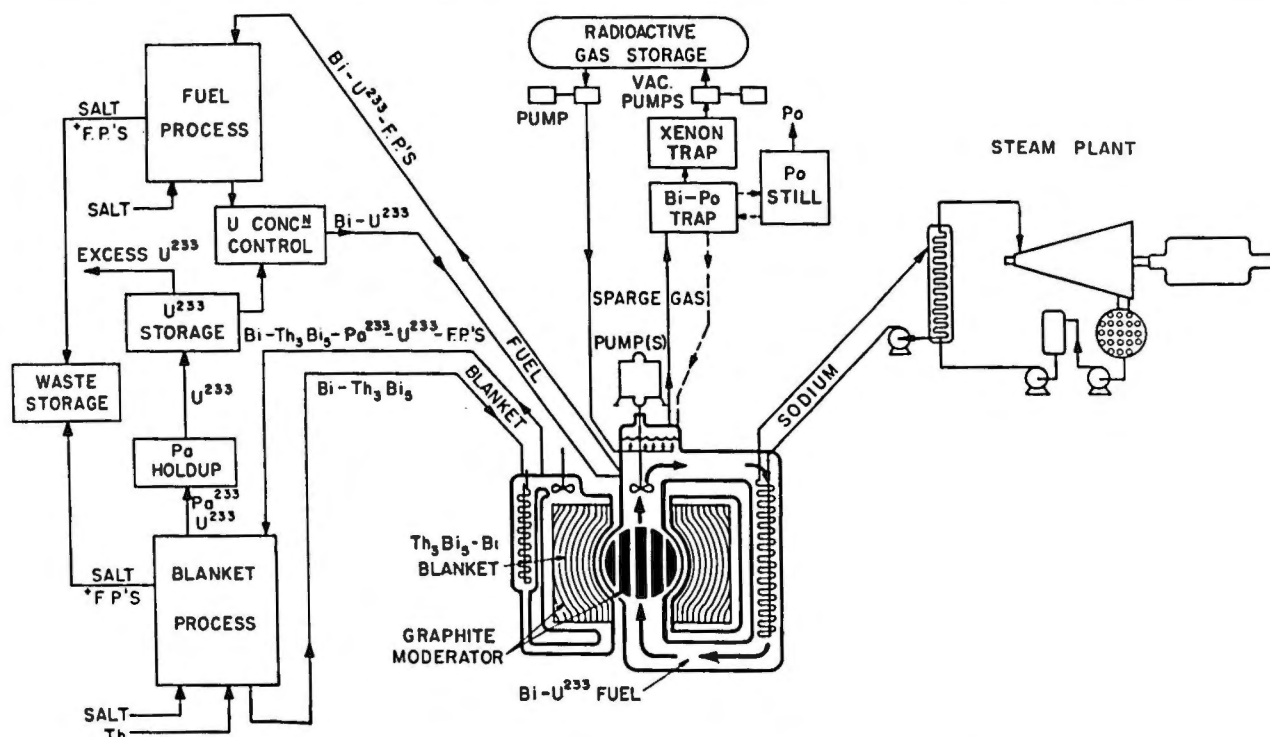 RADIOACTIVE
GAS STORAGE
PUMP
VAC.
PUMPS
XENON
TRAP
Bi-Po
TRAP
Po
Po
STILL
STEAM PLANT
FUEL
PROCESS
SALT
+F.P.'S
SALT
Bi-U²³³-F.P.'S
U CONCᴺ
CONTROL
Bi-U²³³
EXCESS U²³³
U²³³
STORAGE
Bi-Th₃Bi₅-Pa²³³-U²³³-F.P.'S
Bi-Th₃Bi₅
WASTE
STORAGE
U²³³
Pa
HOLDUP
Pa²³³
U²³³
SALT
+F.P.'S
BLANKET
PROCESS
SALT
Th
FUEL
BLANKET
SPARGE GAS
PUMP(S)
SODIUM
Th₃Bi₅-Bi
BLANKET
GRAPHITE
MODERATOR
Bi-U²³³ FUEL